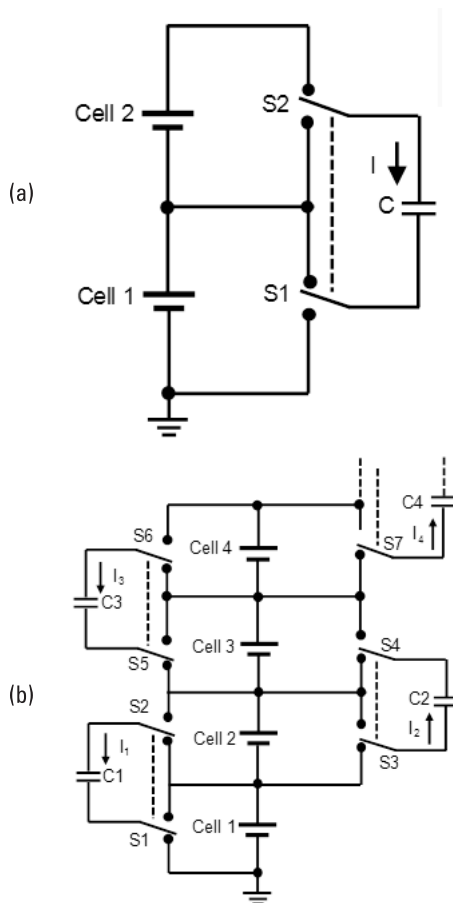 (a)
Cell 2
S2
I
C
Cell 1
S1
(b)
C4
S6
Cell 4
S7
I4
I3
C3
Cell 3
S4
S5
S2
C2
Cell 2
I2
I1
C1
S3
Cell 1
S1